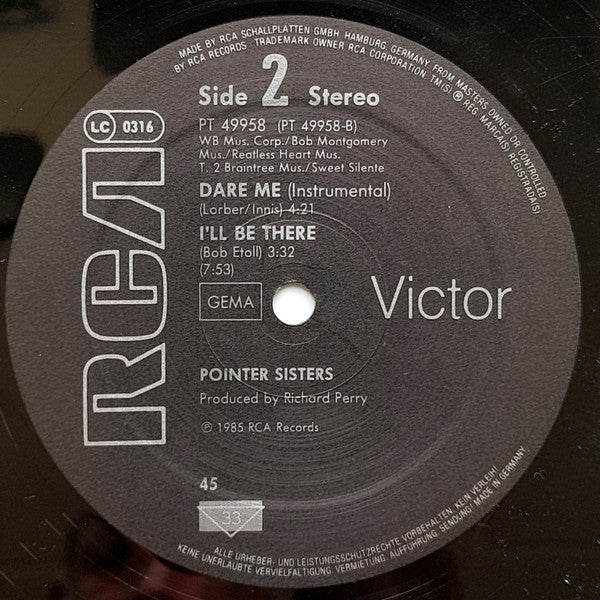 MADE BY RCA SCHALLPLATTEN GMBH, HAMBURG, GERMANY, FROM MASTERS OWNED OR CONTROLLED
BY RCA RECORDS . TRADEMARK OWNER RCA CORPORATION. TM(S) ® REG. MARCA(S) REGISTRADA(S)
Side 2 Stereo
LC 0316
PT 49958 (PT 49958-B)
WB Mus. Corp./Bob Montgomery
Mus./Reatless Heart Mus.
T. 2 Braintree Mus./Sweet Silente
DARE ME (Instrumental)
(Lorber/Innis) 4:21
I'LL BE THERE
(Bob Etoll) 3:32
(7:53)
GEMA
RCA
Victor
POINTER SISTERS
Produced by Richard Perry
℗ 1985 RCA Records
45
33
ALLE URHEBER- UND LEISTUNGSSCHUTZRECHTE VORBEHALTEN. KEIN VERLEIH!
KEINE UNERLAUBTE VERVIELFÄLTIGUNG, VERMIETUNG, AUFFÜHRUNG, SENDUNG! MADE IN GERMANY